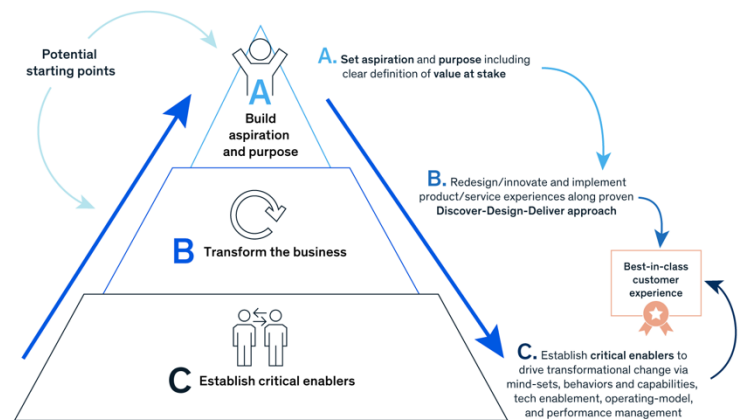 Potential
starting points
A
Build
aspiration
and purpose
B
Transform the business
C
Establish critical enablers
A. Set aspiration and purpose including
clear definition of value at stake
B. Redesign/innovate and implement
product/service experiences along proven
Discover-Design-Deliver approach
Best-in-class
customer
experience
C. Establish critical enablers to
drive transformational change via
mind-sets, behaviors and capabilities,
tech enablement, operating-model,
and performance management